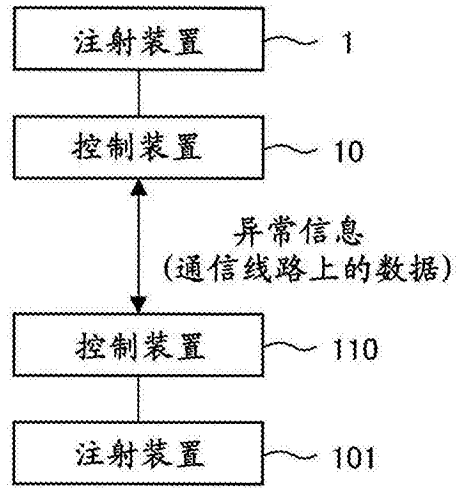 注射装置 1
控制装置 10
异常信息
(通信线路上的数据)
控制装置 110
注射装置 101